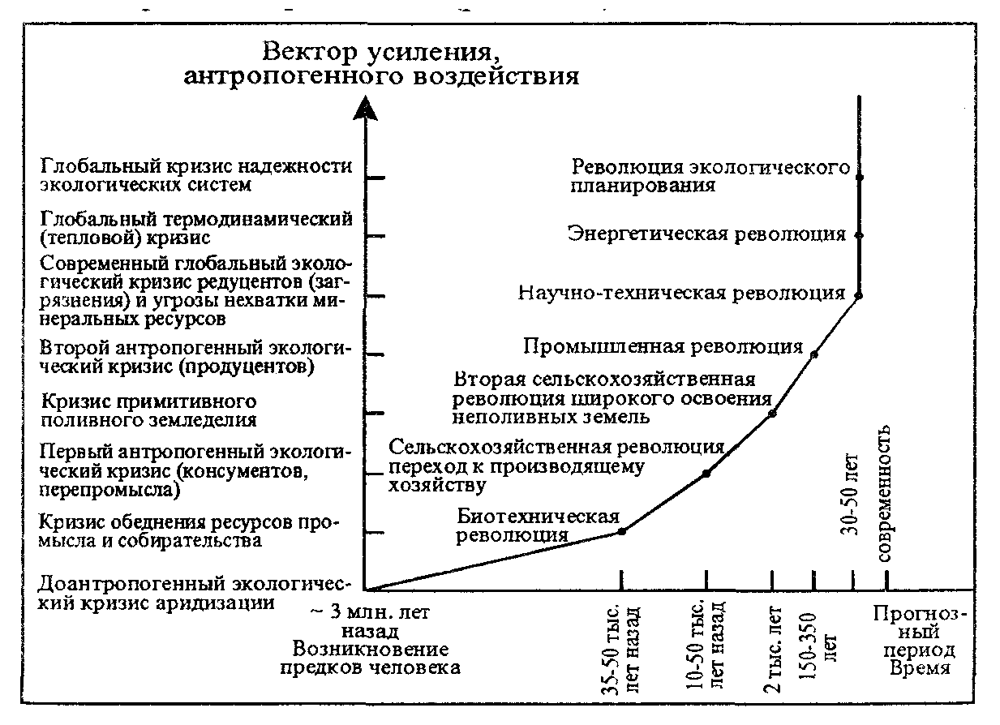 Вектор усиления,
антропогенного воздействия
Глобальный кризис надежности
экологических систем
Глобальный термодинамический
(тепловой) кризис
Современный глобальный эколо-
гический кризис редуцентов (заг-
рязнения) и угрозы нехватки ми-
неральных ресурсов
Второй антропогенный экологи-
ческий кризис (продуцентов)
Кризис примитивного
поливного земледелия
Первый антропогенный экологи-
ческий кризис (консументов,
перепромысла)
Кризис обеднения ресурсов про-
мысла и собирательства
Доантропогенный экологичес-
кий кризис аридизации
Революция экологического
планирования
Энергетическая революция
Научно-техническая революция
Промышленная революция
Вторая сельскохозяйственная
революция широкого освоения
неполивных земель
Сельскохозяйственная революция,
переход к производящему
хозяйству
Биотехническая
революция
~ 3 млн. лет
назад
Возникновение
предков человека
35-50 тыс.
лет назад
10-50 тыс.
лет назад
2 тыс. лет
150-350
лет
30-50 лет
современность
Прогноз-
ный
период
Время